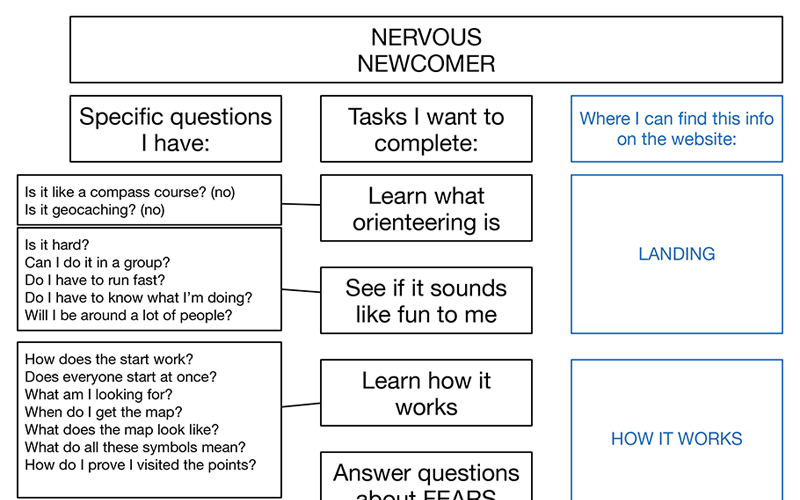 NERVOUS
NEWCOMER
Specific questions
I have:
Tasks I want to
complete:
Where I can find this info
on the website:
Is it like a compass course? (no)
Is it geocaching? (no)
Learn what
orienteering is
LANDING
Is it hard?
Can I do it in a group?
Do I have to run fast?
Do I have to know what I'm doing?
Will I be around a lot of people?
See if it sounds
like fun to me
How does the start work?
Does everyone start at once?
What am I looking for?
When do I get the map?
What does the map look like?
What do all these symbols mean?
How do I prove I visited the points?
Learn how it
works
HOW IT WORKS
Answer questions
about FEARS